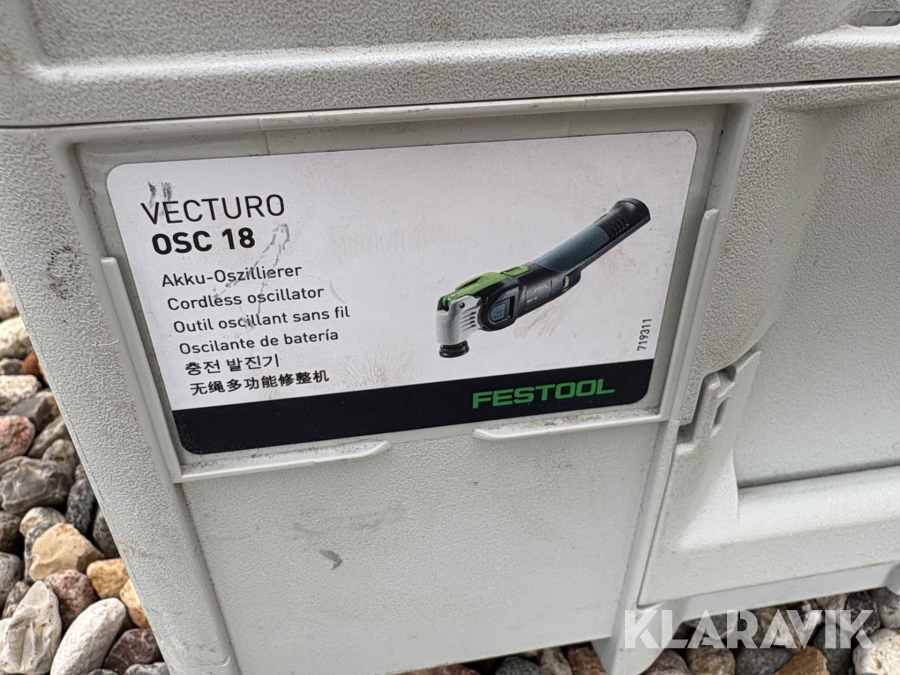 VECTURO
OSC 18
Akku-Oszillierer
Cordless oscillator
Outil oscillant sans fil
Oscilante de batería
충전 발진기
无绳多功能修整机
719311
FESTOOL
KLARAVIK